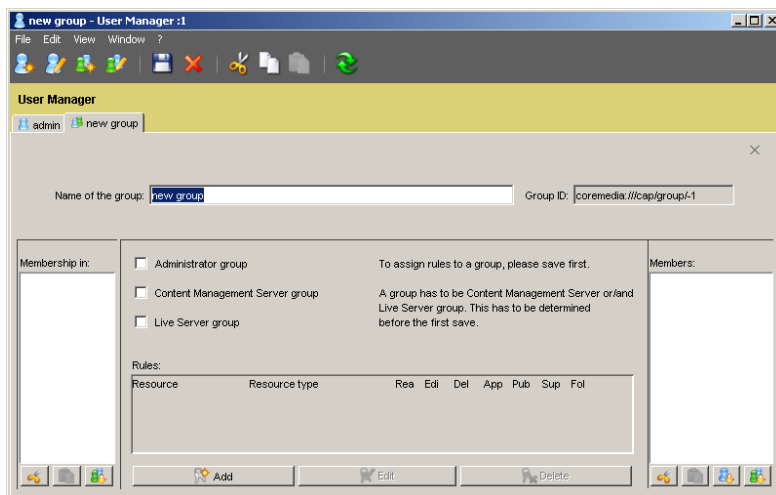 new group - User Manager :1
File Edit View Window ?
User Manager
admin new group
Name of the group: new group Group ID: coremedia:///cap/group/-1
Membership in: Administrator group To assign rules to a group, please save first. Members:
Content Management Server group A group has to be Content Management Server or/and
Live Server group. This has to be determined
Live Server group before the first save.
Rules:
Resource Resource type Rea Edi Del App Pub Sup Fol
Add Edit Delete